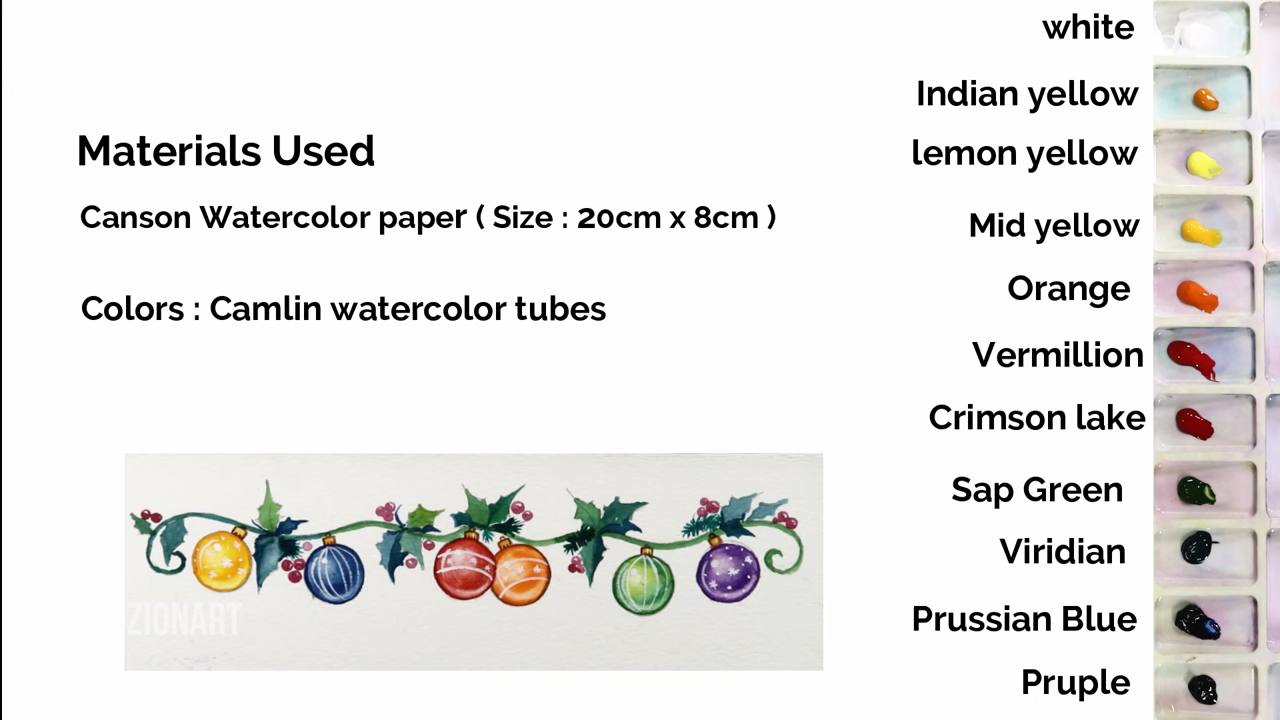 Materials Used
Canson Watercolor paper ( Size : 20cm x 8cm )
Colors : Camlin watercolor tubes
ZIONART
white
Indian yellow
lemon yellow
Mid yellow
Orange
Vermillion
Crimson lake
Sap Green
Viridian
Prussian Blue
Pruple